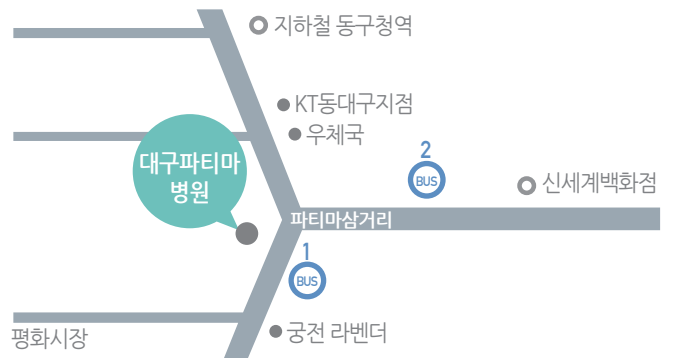 지하철 동구청역
KT동대구지점
우체국
대구파티마
병원
2
BUS
신세계백화점
파티마삼거리
1
BUS
궁전 라벤더
평화시장